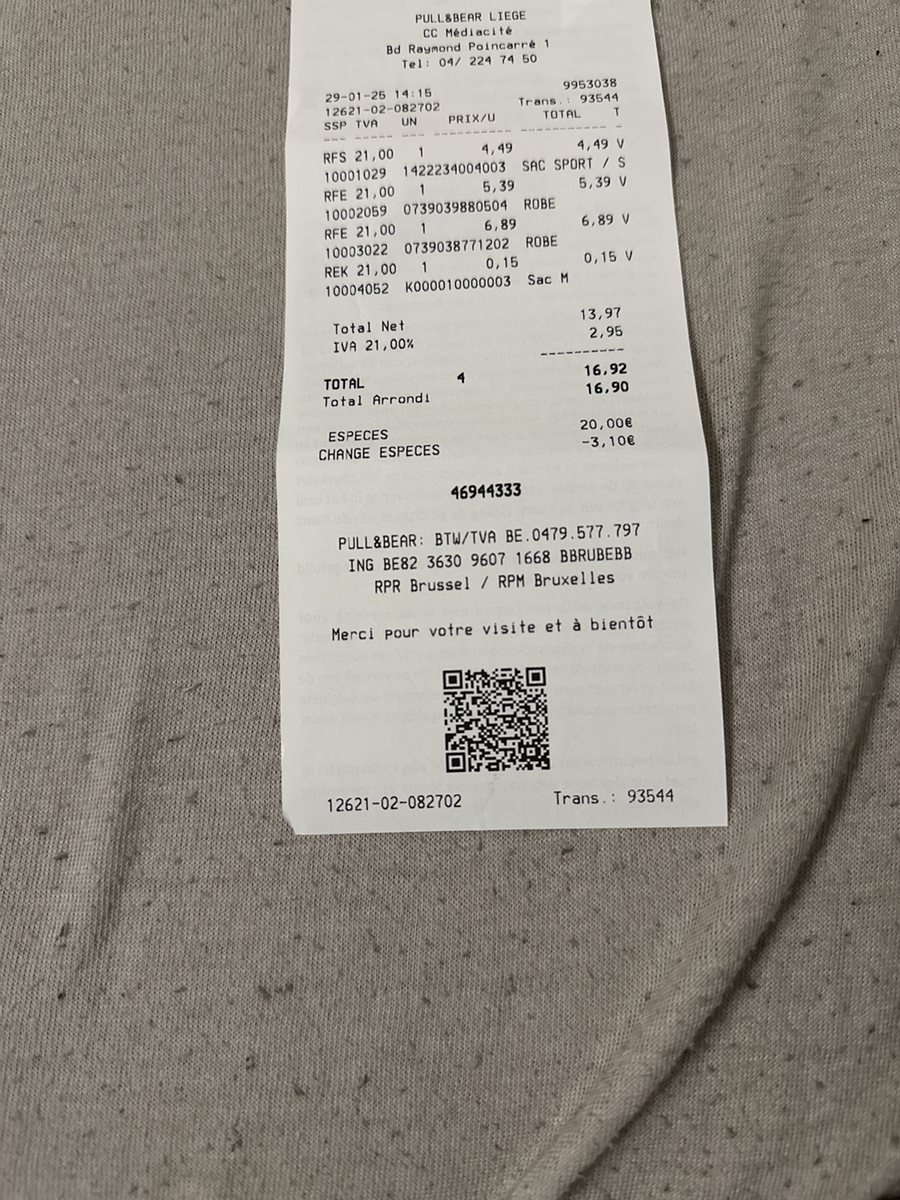 PULL&BEAR LIEGE
CC Médiacité
Bd Raymond Poincarré 1
Tel: 04/ 224 74 50
29-01-25 14:15 9953038
12621-02-082702 Trans.: 93544
SSP TVA UN PRIX/U TOTAL T
--- ----- --- ---------- ----------- -
RFS 21,00 1 4,49 4,49 V
10001029 1422234004003 SAC SPORT / S
RFE 21,00 1 5,39 5,39 V
10002059 0739039880504 ROBE
RFE 21,00 1 6,89 6,89 V
10003022 0739038771202 ROBE
REK 21,00 1 0,15 0,15 V
10004052 K000010000003 Sac M
Total Net 13,97
IVA 21,00% 2,95
----------
TOTAL 4 16,92
Total Arrondi 16,90
ESPECES 20,00€
CHANGE ESPECES -3,10€
46944333
PULL&BEAR: BTW/TVA BE.0479.577.797
ING BE82 3630 9607 1668 BBRUBEBB
RPR Brussel / RPM Bruxelles
Merci pour votre visite et à bientôt
12621-02-082702 Trans.: 93544